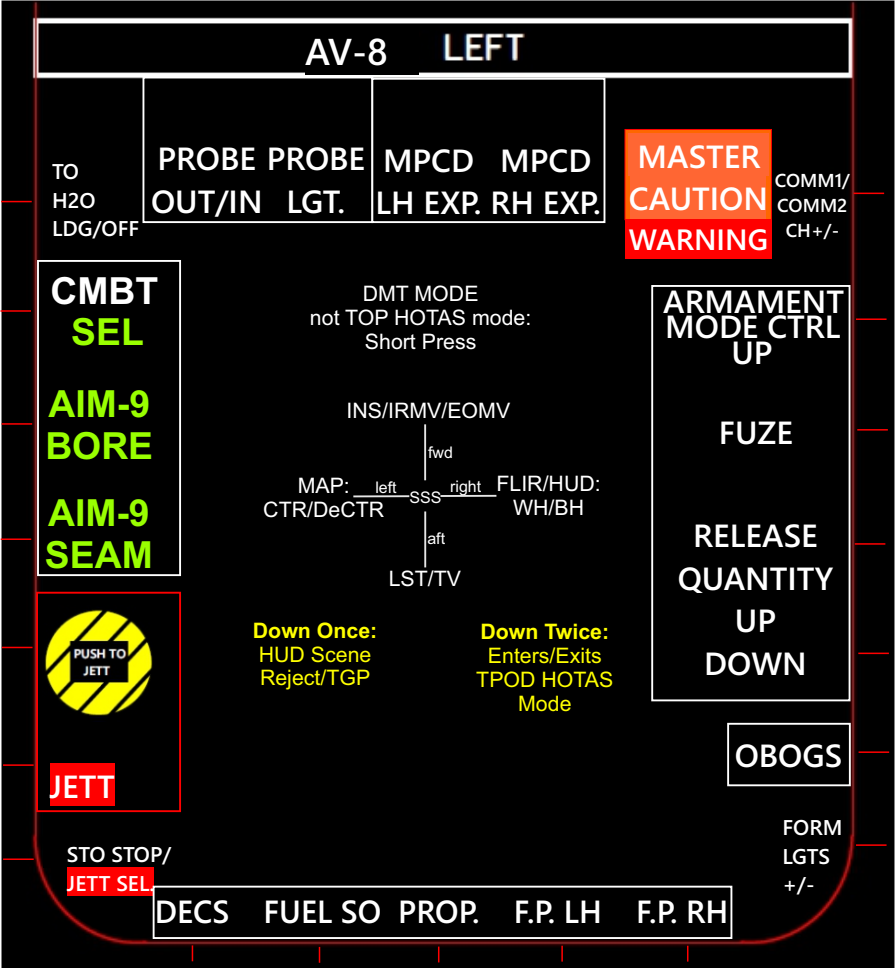 AV-8 LEFT
TO
H2O
LDG/OFF
PROBE PROBE
OUT/IN LGT.
MPCD MPCD
LH EXP. RH EXP.
MASTER
CAUTION
WARNING
COMM1/
COMM2
CH+/-
CMBT
SEL
AIM-9
BORE
AIM-9
SEAM
DMT MODE
not TOP HOTAS mode:
Short Press
INS/IRMV/EOMV
fwd
MAP:
CTR/DeCTR
left
SSS
right
FLIR/HUD:
WH/BH
aft
LST/TV
Down Once:
HUD Scene
Reject/TGP
Down Twice:
Enters/Exits
TPOD HOTAS
Mode
ARMAMENT
MODE CTRL
UP
FUZE
RELEASE
QUANTITY
UP
DOWN
PUSH TO
JETT
JETT
OBOGS
STO STOP/
JETT SEL.
FORM
LGTS
+/-
DECS FUEL SO PROP. F.P. LH F.P. RH